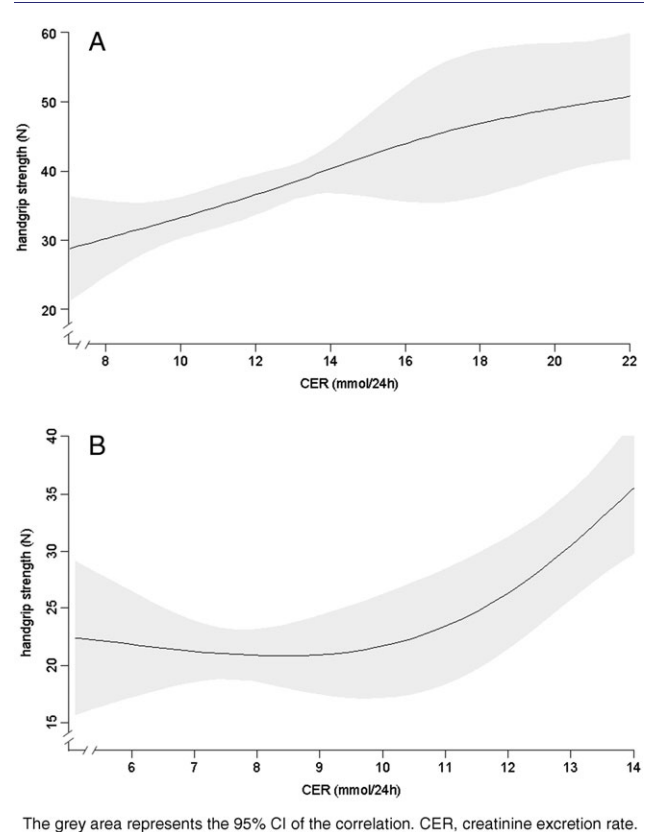 A
60
50
40
30
20
handgrip strength (N)
8 10 12 14 16 18 20 22
CER (mmol/24h)
B
40
35
30
25
20
15
handgrip strength (N)
6 7 8 9 10 11 12 13 14
CER (mmol/24h)
The grey area represents the 95% CI of the correlation. CER, creatinine excretion rate.